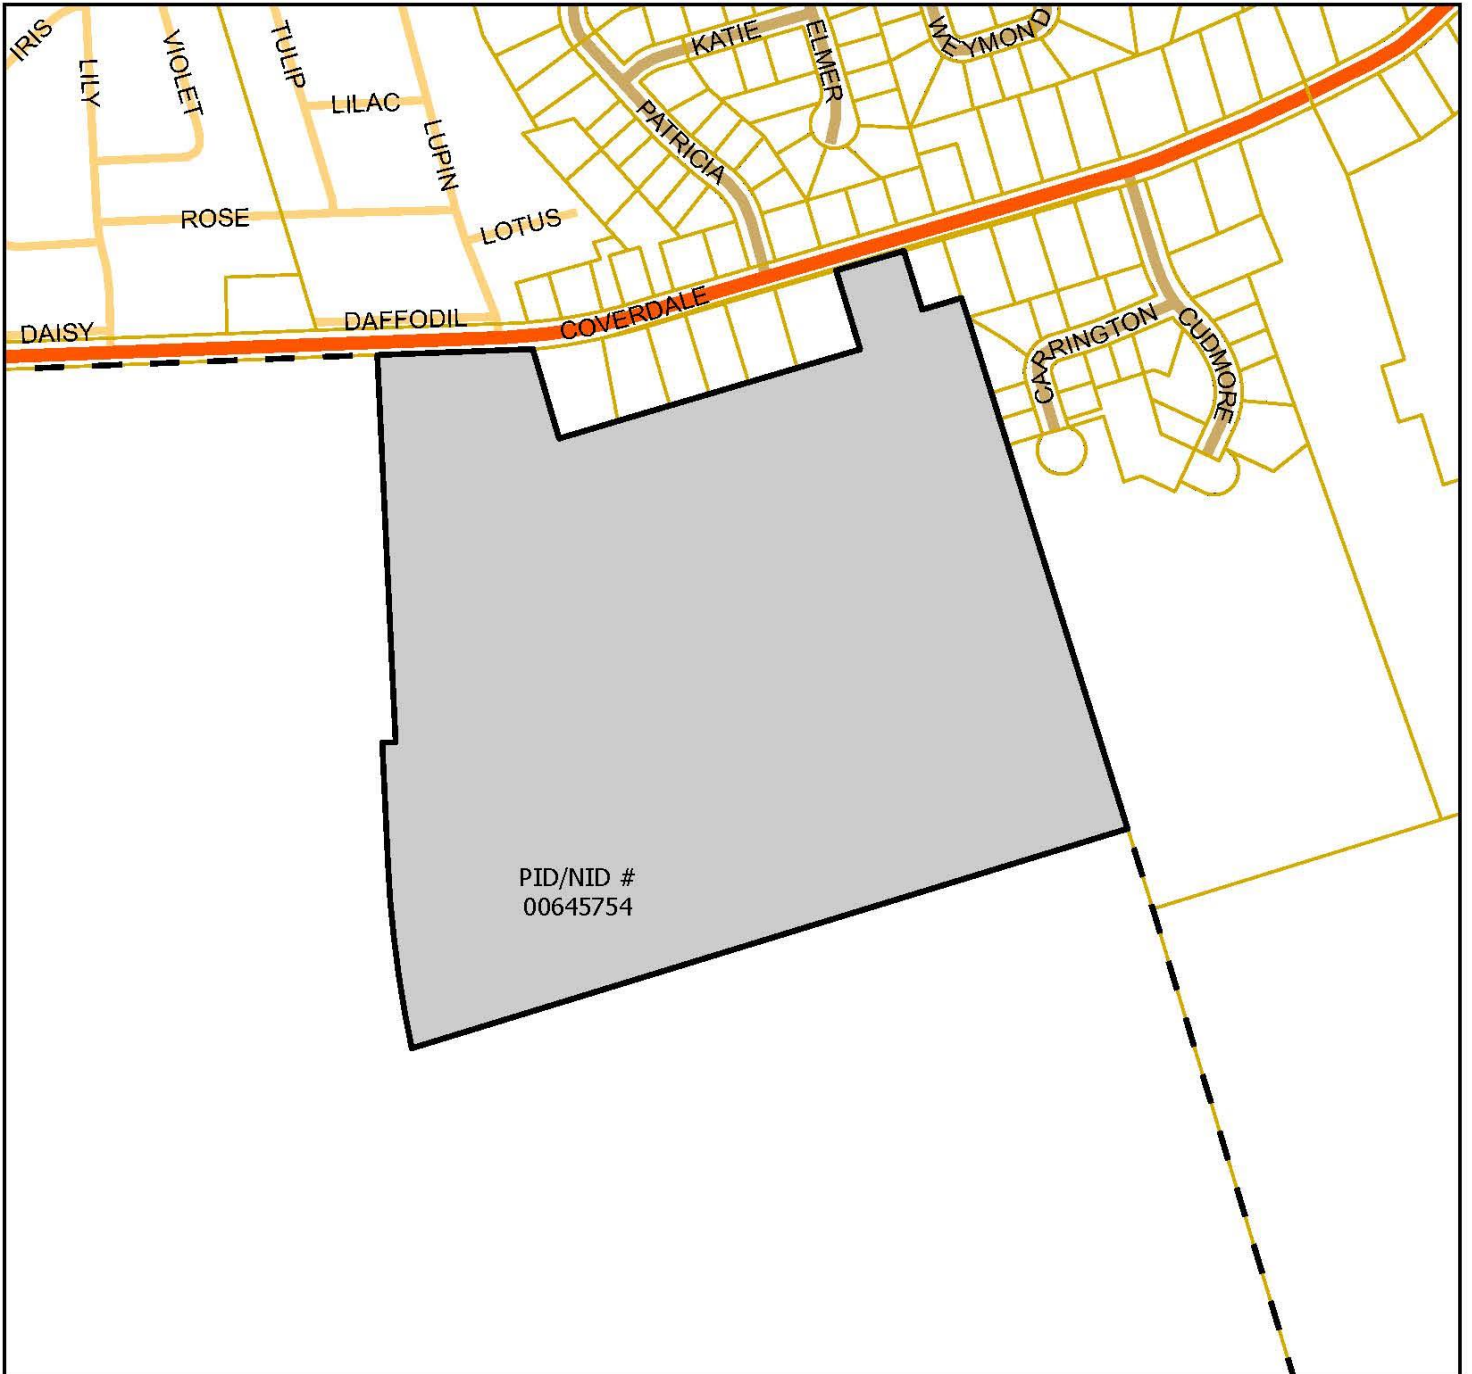 IRIS
LILY
VIOLET
TULIP
LILAC
LUPIN
ROSE
LOTUS
DAISY
DAFFODIL
COVERDALE
PATRICIA
KATIE
ELMER
WEYMOND
CARRINGTON
CUDMORE
PID/NID #
00645754